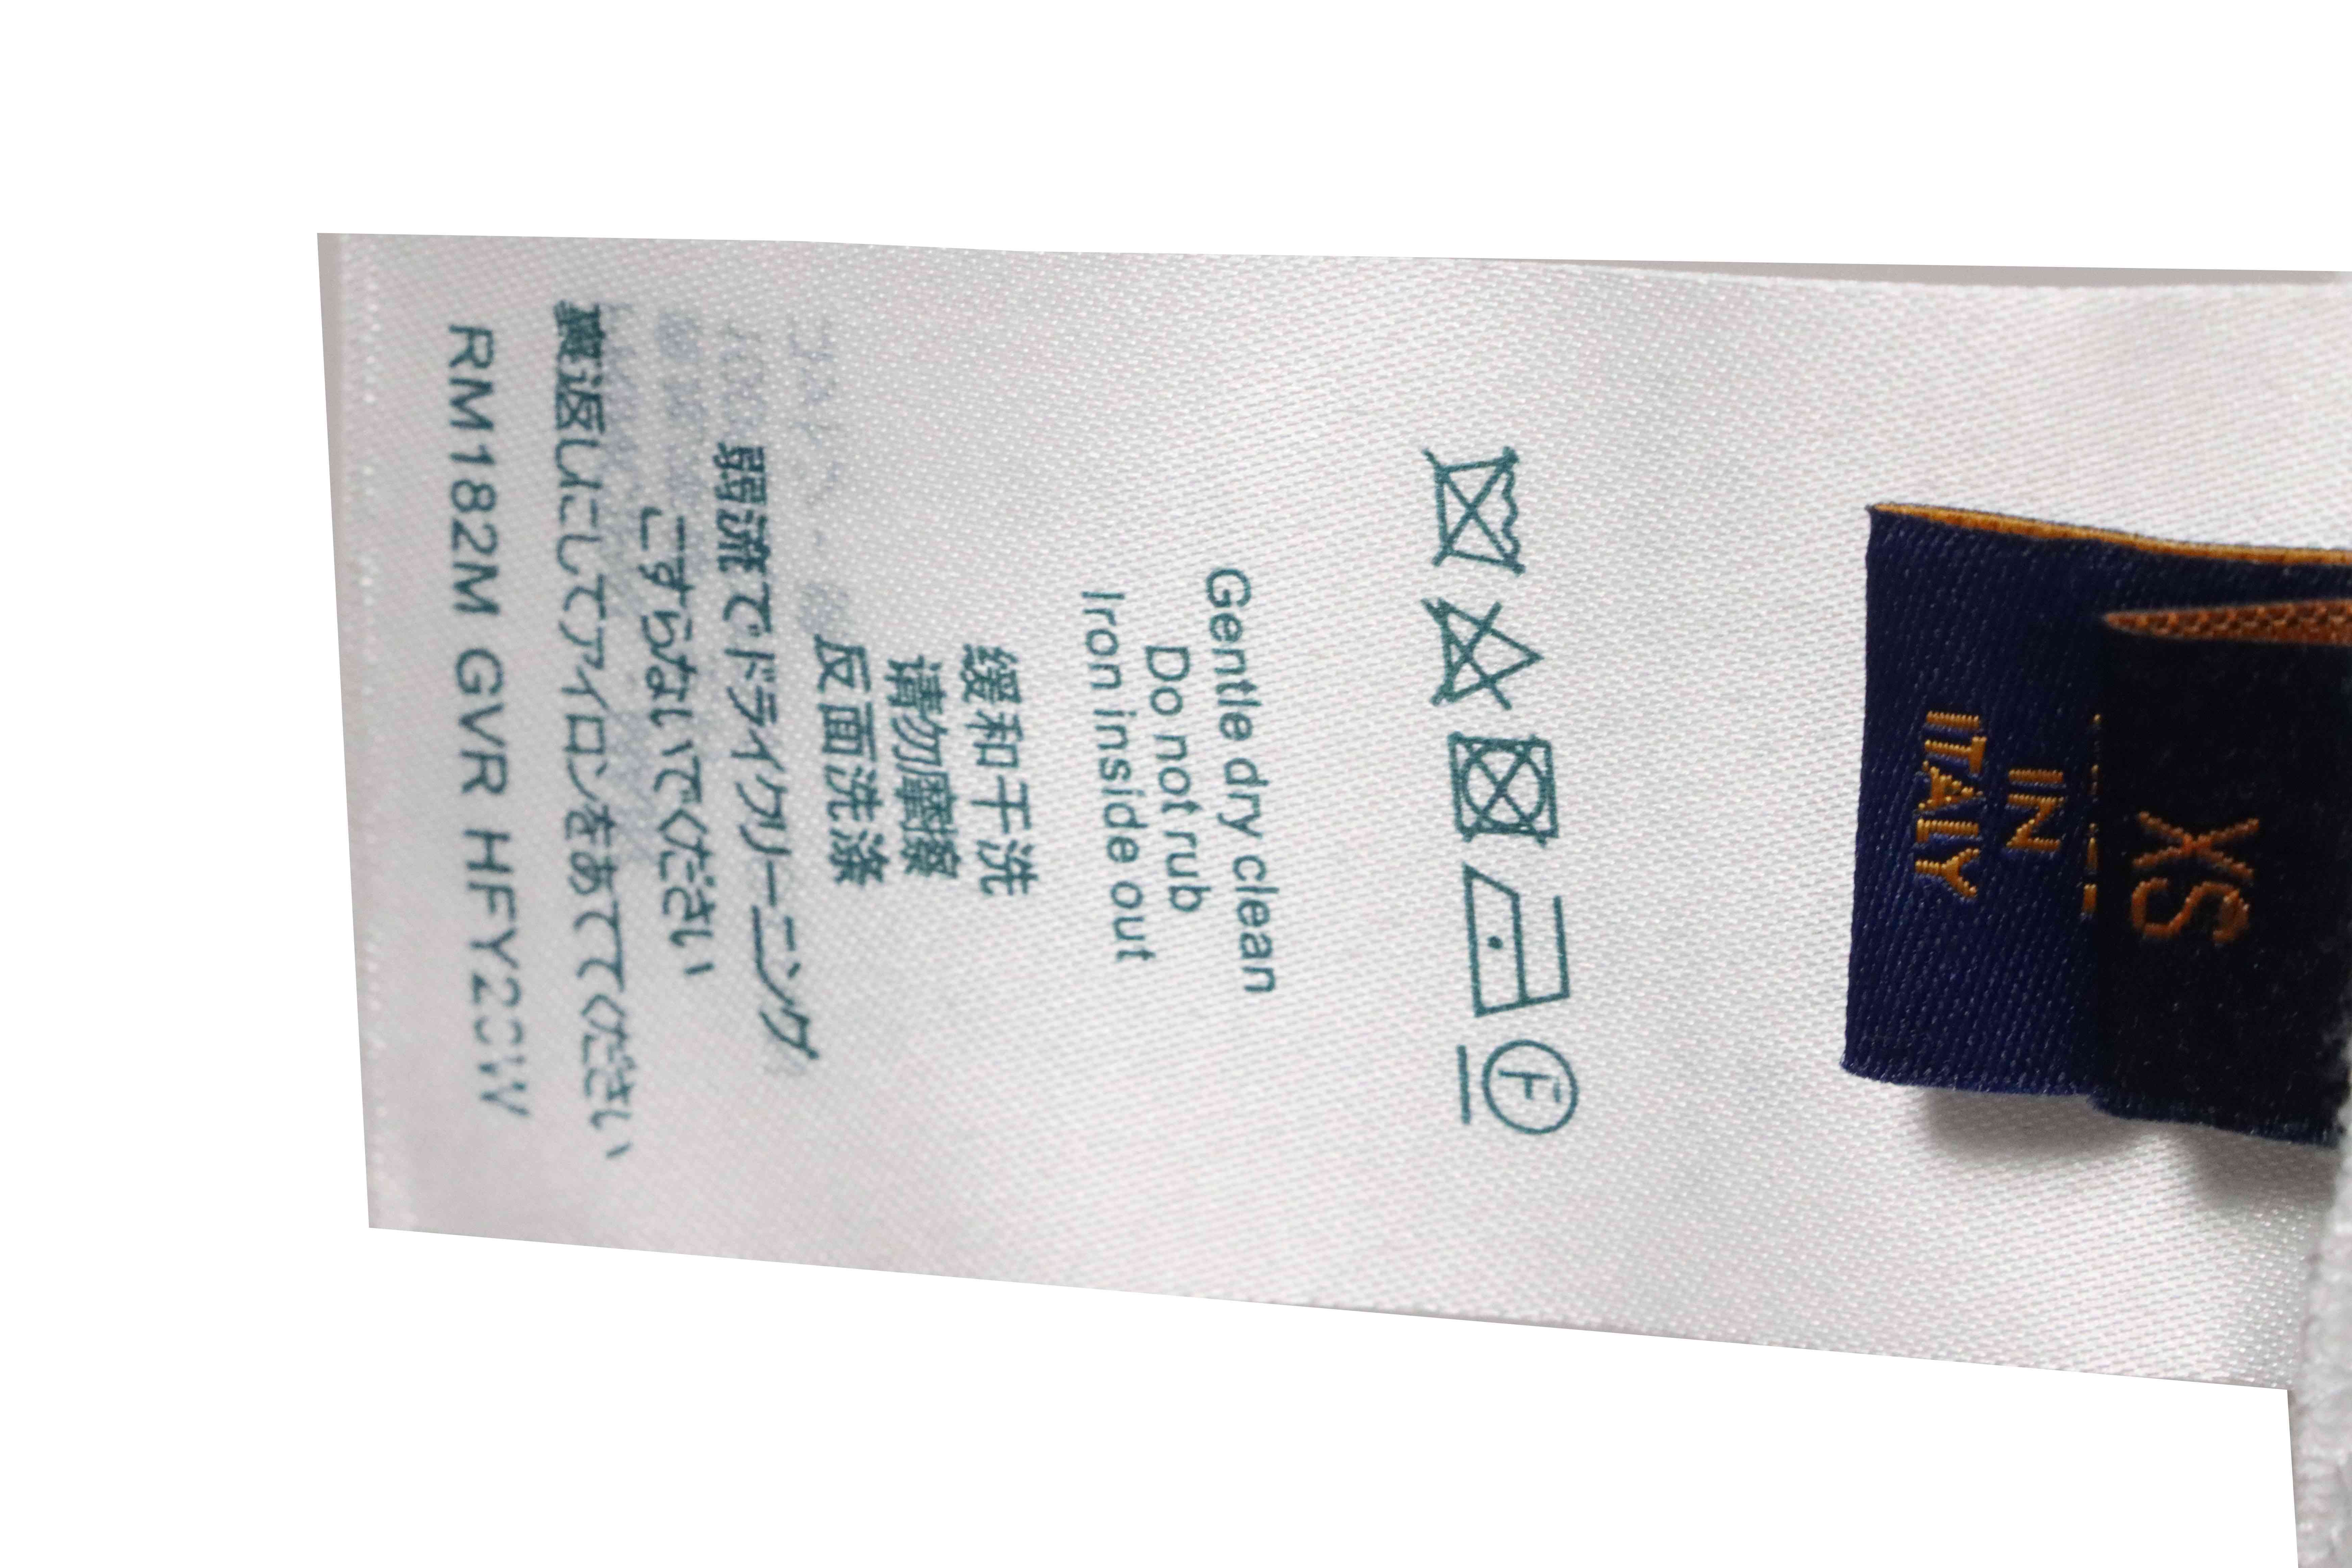 XS
IN
ITALY
F
Gentle dry clean
Do not rub
Iron inside out
缓和干洗
请勿磨擦
反面洗涤
弱流でドライクリーニング
こすらないでください
裏返しにしてアイロンをあててください
RM182M GVR